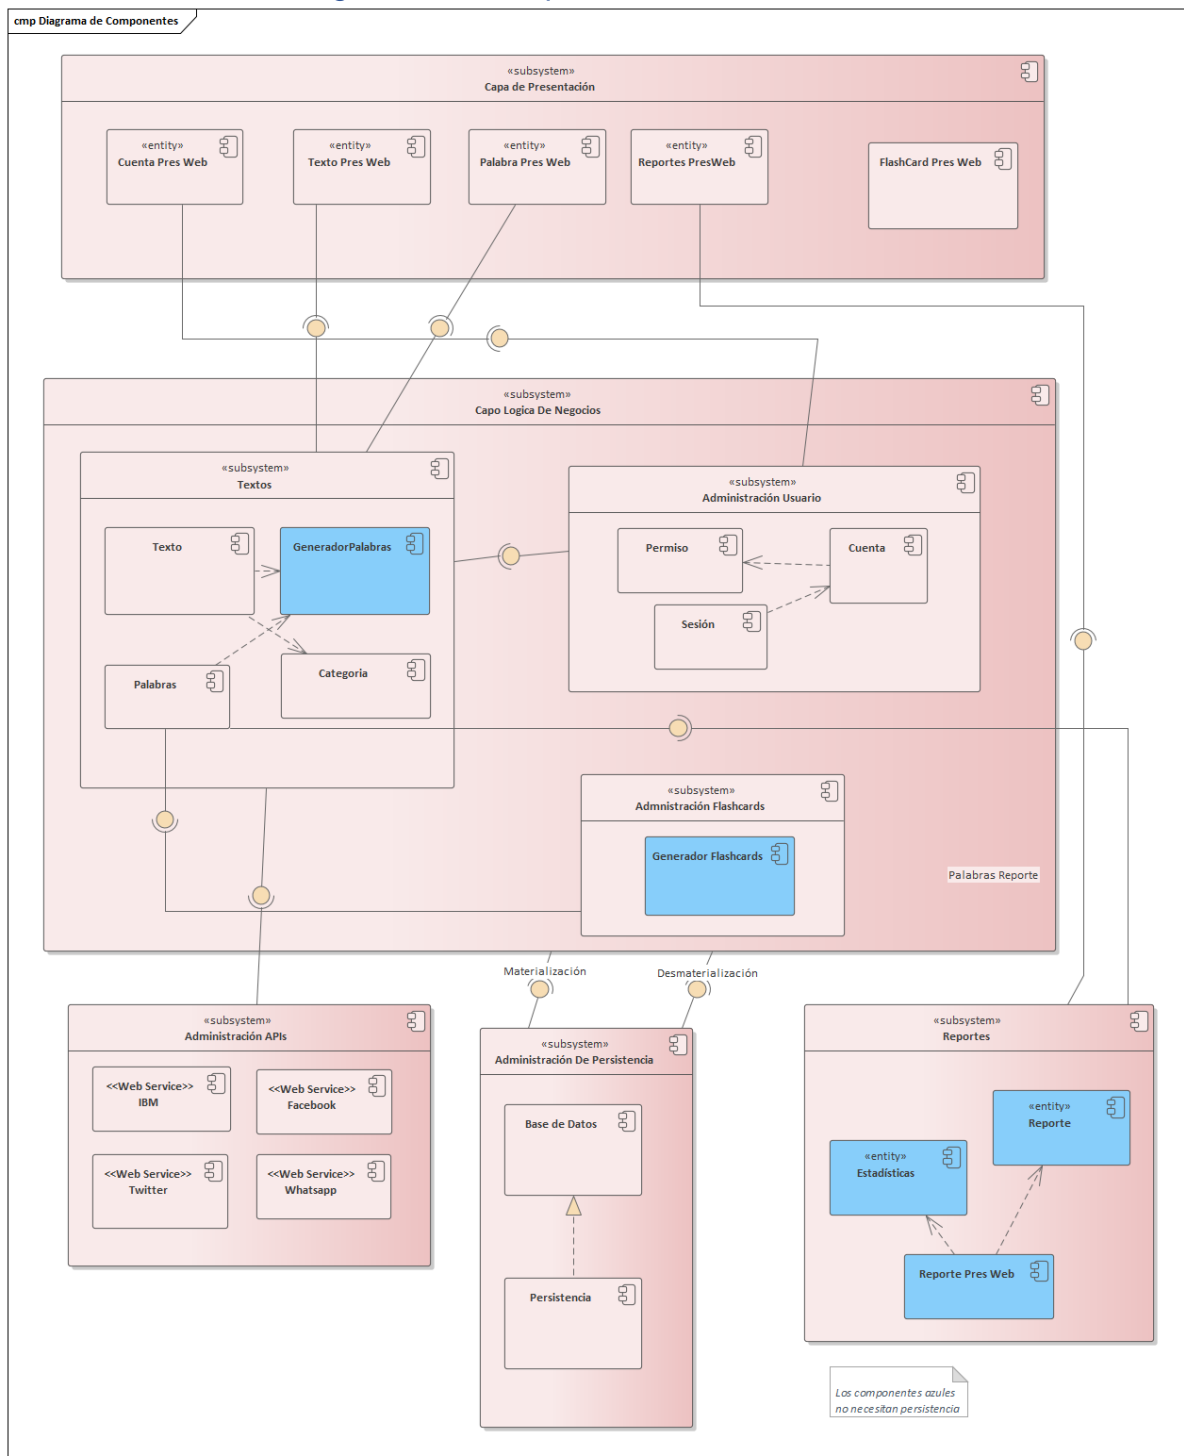 cmp Diagrama de Componentes
«subsystem»
Capa de Presentación
«entity»
Cuenta Pres Web
«entity»
Texto Pres Web
«entity»
Palabra Pres Web
«entity»
Reportes PresWeb
FlashCard Pres Web
«subsystem»
Capo Logica De Negocios
«subsystem»
Textos
Texto
GeneradorPalabras
Palabras
Categoria
«subsystem»
Administración Usuario
Permiso
Cuenta
Sesión
«subsystem»
Admnistración Flashcards
Generador Flashcards
Palabras Reporte
Materialización
Desmaterialización
«subsystem»
Administración APIs
<<Web Service>>
IBM
<<Web Service>>
Facebook
<<Web Service>>
Twitter
<<Web Service>>
Whatsapp
«subsystem»
Administración De Persistencia
Base de Datos
Persistencia
«subsystem»
Reportes
«entity»
Reporte
«entity»
Estadísticas
Reporte Pres Web
Los componentes azules
no necesitan persistencia